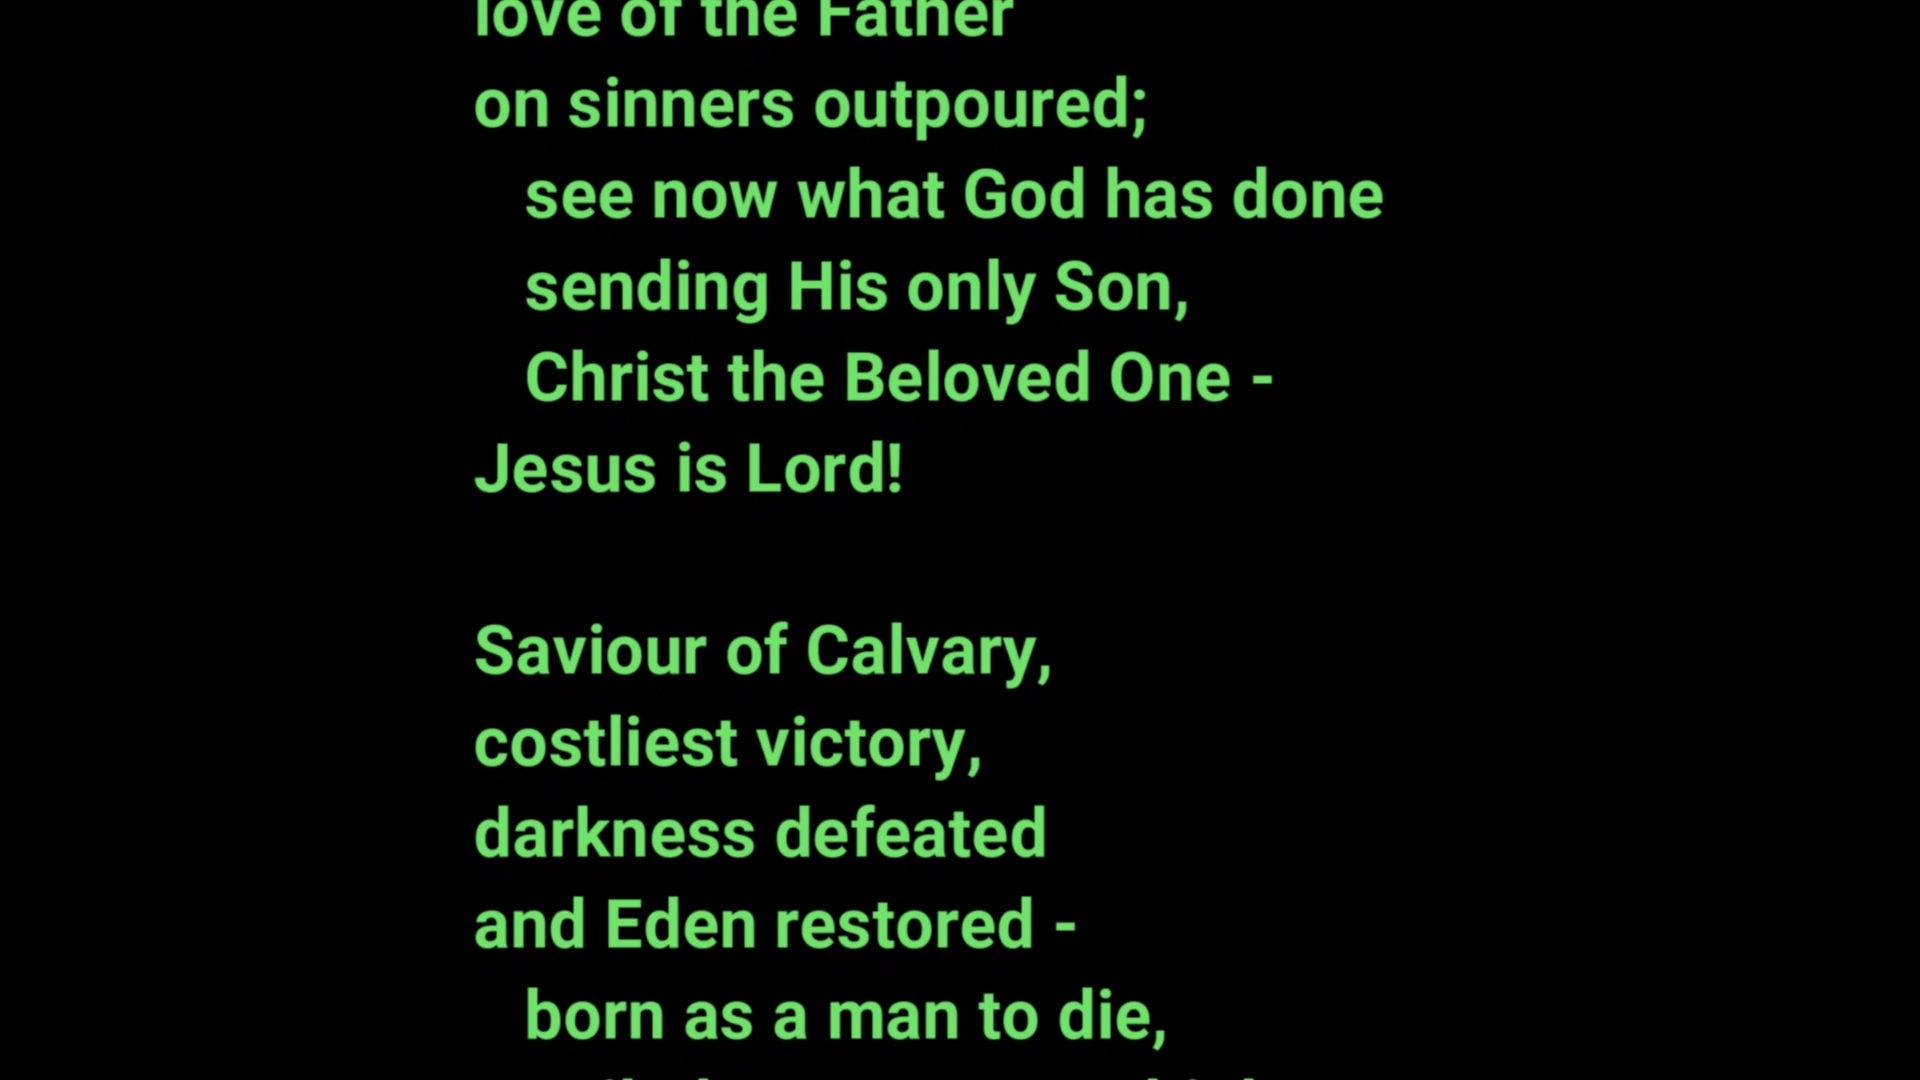 love of the Father
on sinners outpoured;
see now what God has done
sending His only Son,
Christ the Beloved One -
Jesus is Lord!
Saviour of Calvary,
costliest victory,
darkness defeated
and Eden restored -
born as a man to die,